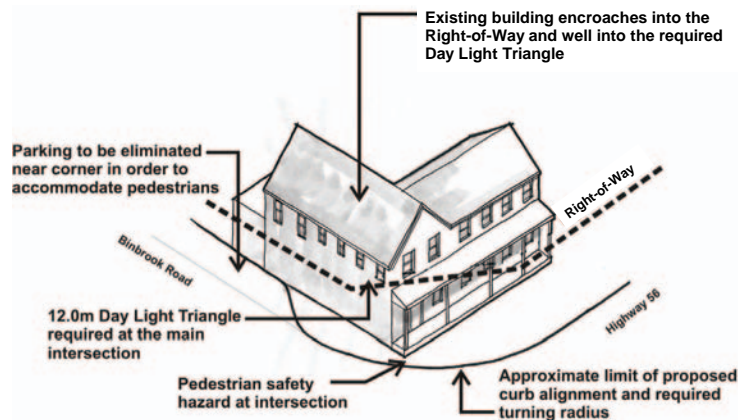 Existing building encroaches into the
Right-of-Way and well into the required
Day Light Triangle
Parking to be eliminated
near corner in order to
accommodate pedestrians
Right-of-Way
Binbrook Road
12.0m Day Light Triangle
required at the main
intersection
Highway 56
Pedestrian safety
hazard at intersection
Approximate limit of proposed
curb alignment and required
turning radius